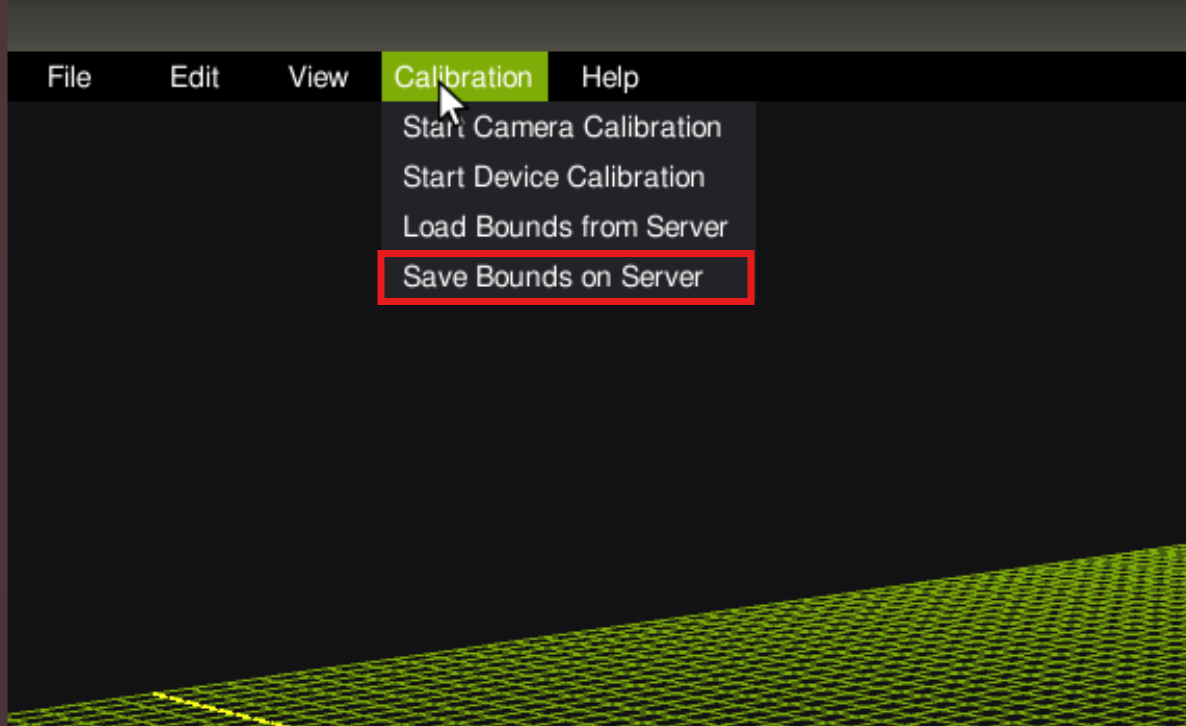 File Edit View Calibration Help
Start Camera Calibration
Start Device Calibration
Load Bounds from Server
Save Bounds on Server